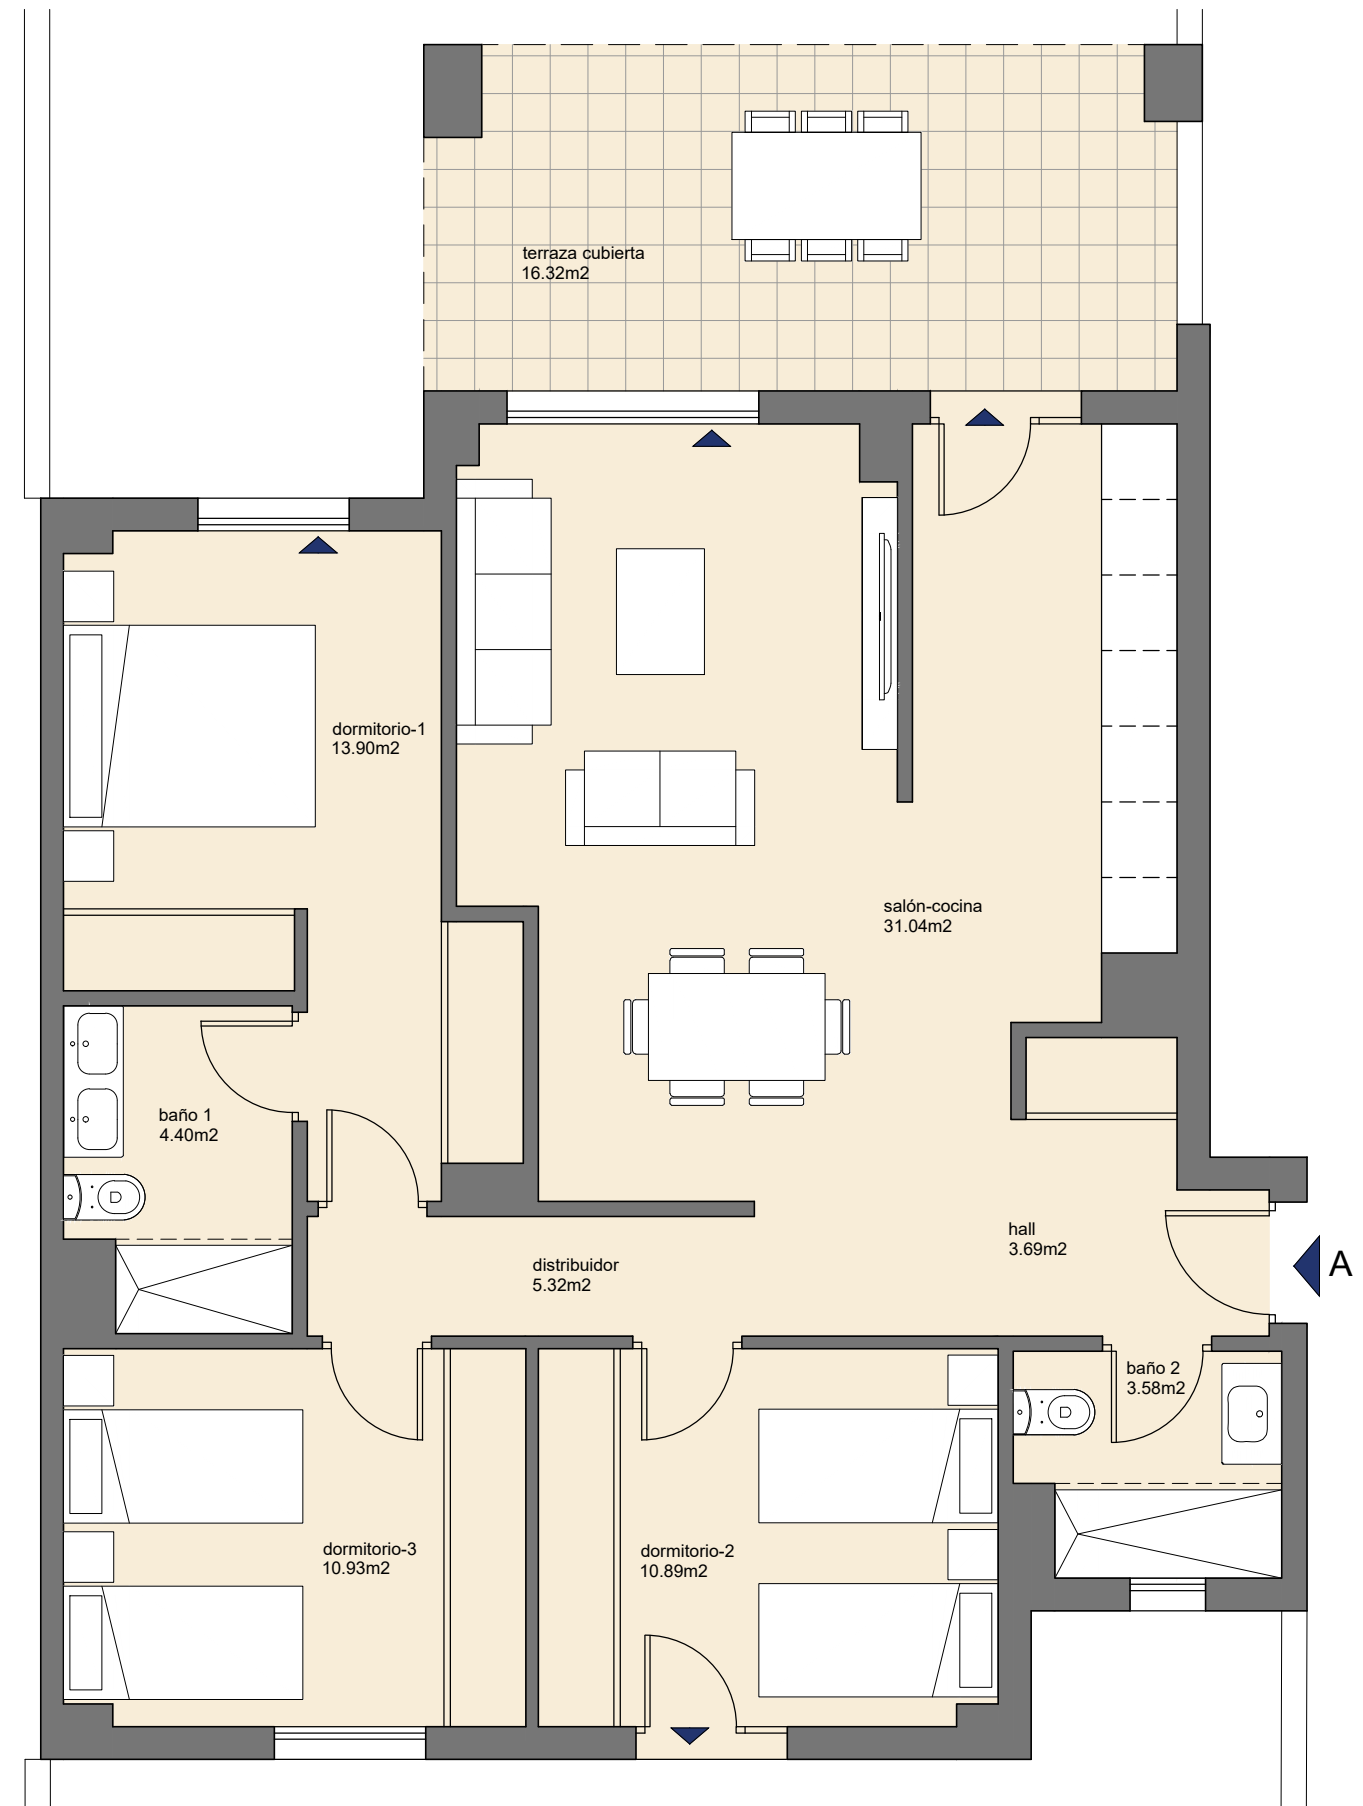 terraza cubierta
16.32m2
dormitorio-1
13.90m2
salón-cocina
31.04m2
baño 1
4.40m2
hall
3.69m2
A
distribuidor
5.32m2
baño 2
3.58m2
dormitorio-3
10.93m2
dormitorio-2
10.89m2